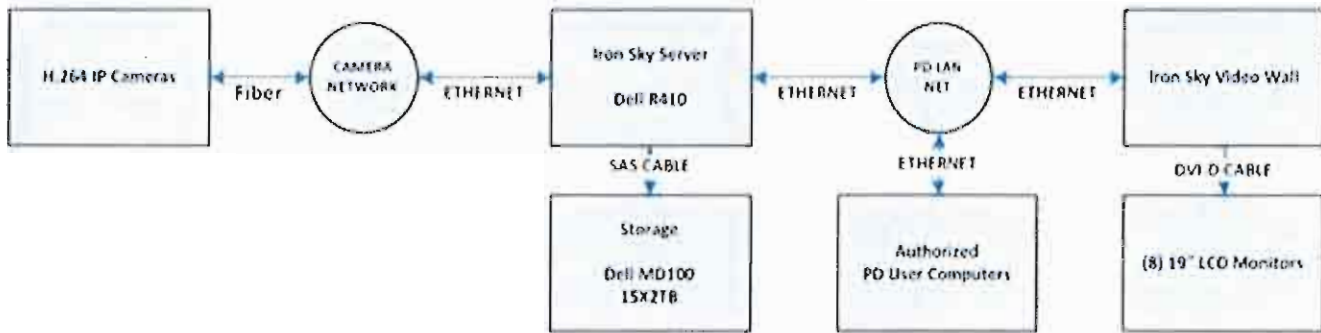 H.264 IP Cameras
Fiber
CAMERA
NETWORK
ETHERNET
Iron Sky Server
Dell R410
ETHERNET
PD LAN
NET
ETHERNET
Iron Sky Video Wall
SAS CABLE
ETHERNET
DVI-D CABLE
Storage
Dell MD100
15X2TB
Authorized
PD User Computers
(8) 19" LCD Monitors